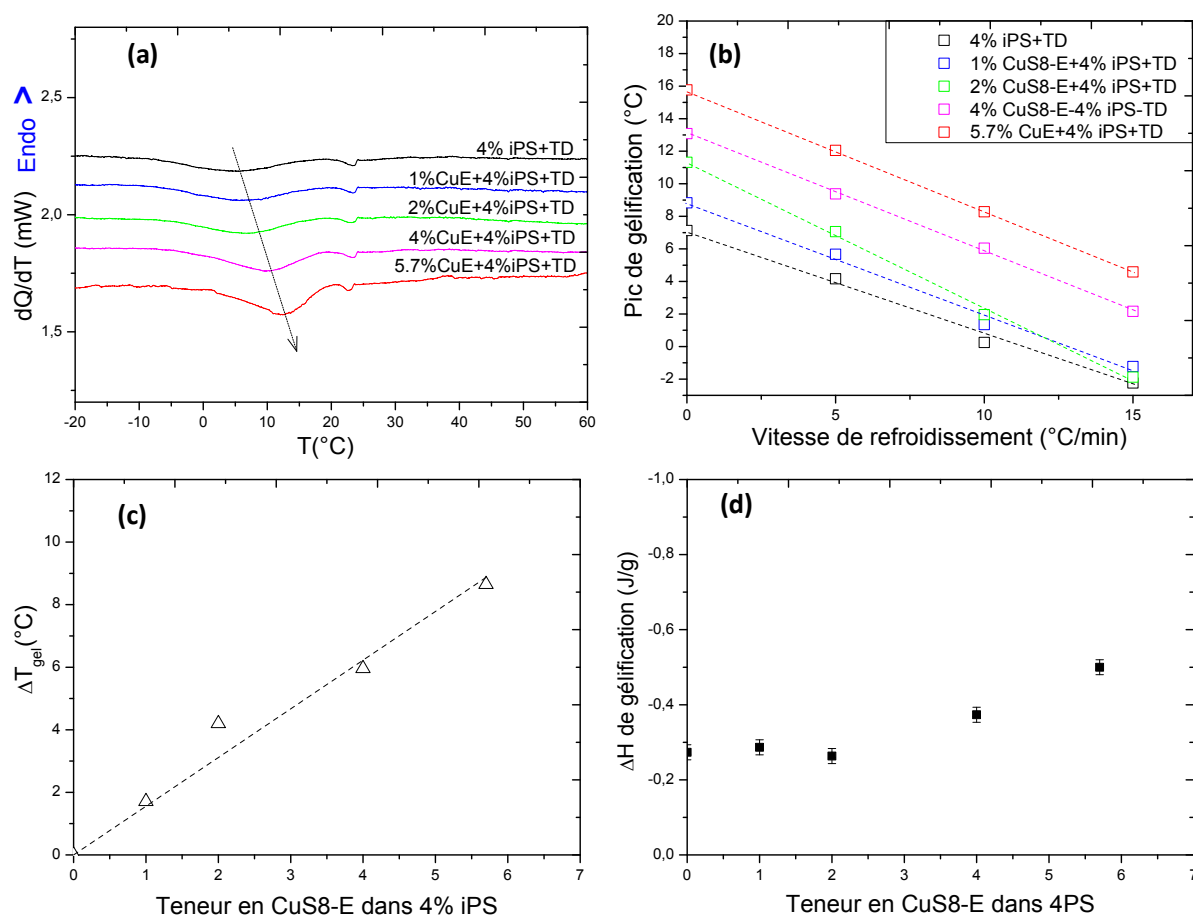 (a)
2,5
2,0
1,5
dQ/dT (mW)
Endo >
4% iPS+TD
1%CuE+4%iPS+TD
2%CuE+4%iPS+TD
4%CuE+4%iPS+TD
5.7%CuE+4%iPS+TD
-20 -10 0 10 20 30 40 50 60
T(°C)
(b)
20
18
16
14
12
10
8
6
4
2
0
-2
Pic de gélification (°C)
4% iPS+TD
1% CuS8-E+4% iPS+TD
2% CuS8-E+4% iPS+TD
4% CuS8-E-4% iPS-TD
5.7% CuE+4% iPS+TD
0 5 10 15
Vitesse de refroidissement (°C/min)
(c)
12
10
8
6
4
2
0
ΔTgel(°C)
0 1 2 3 4 5 6 7
Teneur en CuS8-E dans 4% iPS
(d)
-1,0
-0,8
-0,6
-0,4
-0,2
0,0
ΔH de gélification (J/g)
0 1 2 3 4 5 6 7
Teneur en CuS8-E dans 4PS